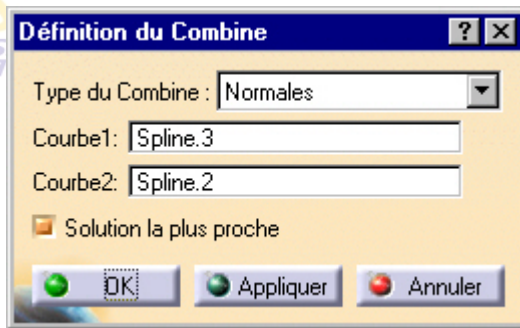 Définition du Combine
Type du Combine : Normales
Courbe1: Spline.3
Courbe2: Spline.2
Solution la plus proche
OK Appliquer Annuler